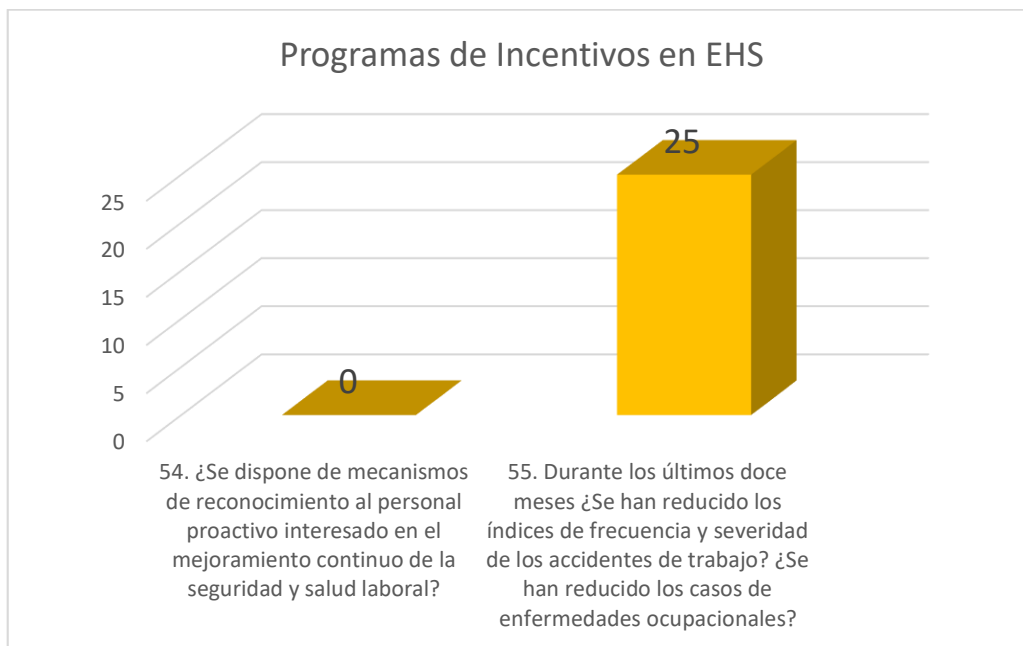 Programas de Incentivos en EHS
25
20
15
10
5
0
0
25
54. ¿Se dispone de mecanismos
de reconocimiento al personal
proactivo interesado en el
mejoramiento continuo de la
seguridad y salud laboral?
55. Durante los últimos doce
meses ¿Se han reducido los
índices de frecuencia y severidad
de los accidentes de trabajo? ¿Se
han reducido los casos de
enfermedades ocupacionales?